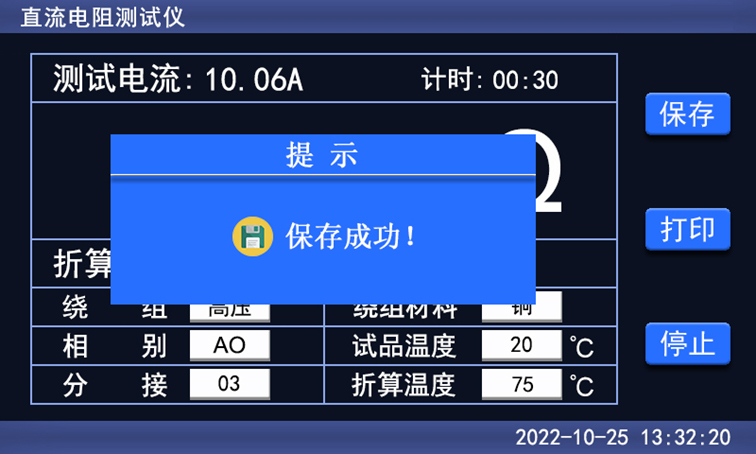 直流电阻测试仪
测试电流: 10.06A 计时: 00:30
保存
提 示
Ω
保存成功!
打印
折算
绕 组 高压 绕组材料 铜
相 别 AO 试品温度 20 ℃
停止
分 接 03 折算温度 75 ℃
2022-10-25 13:32:20